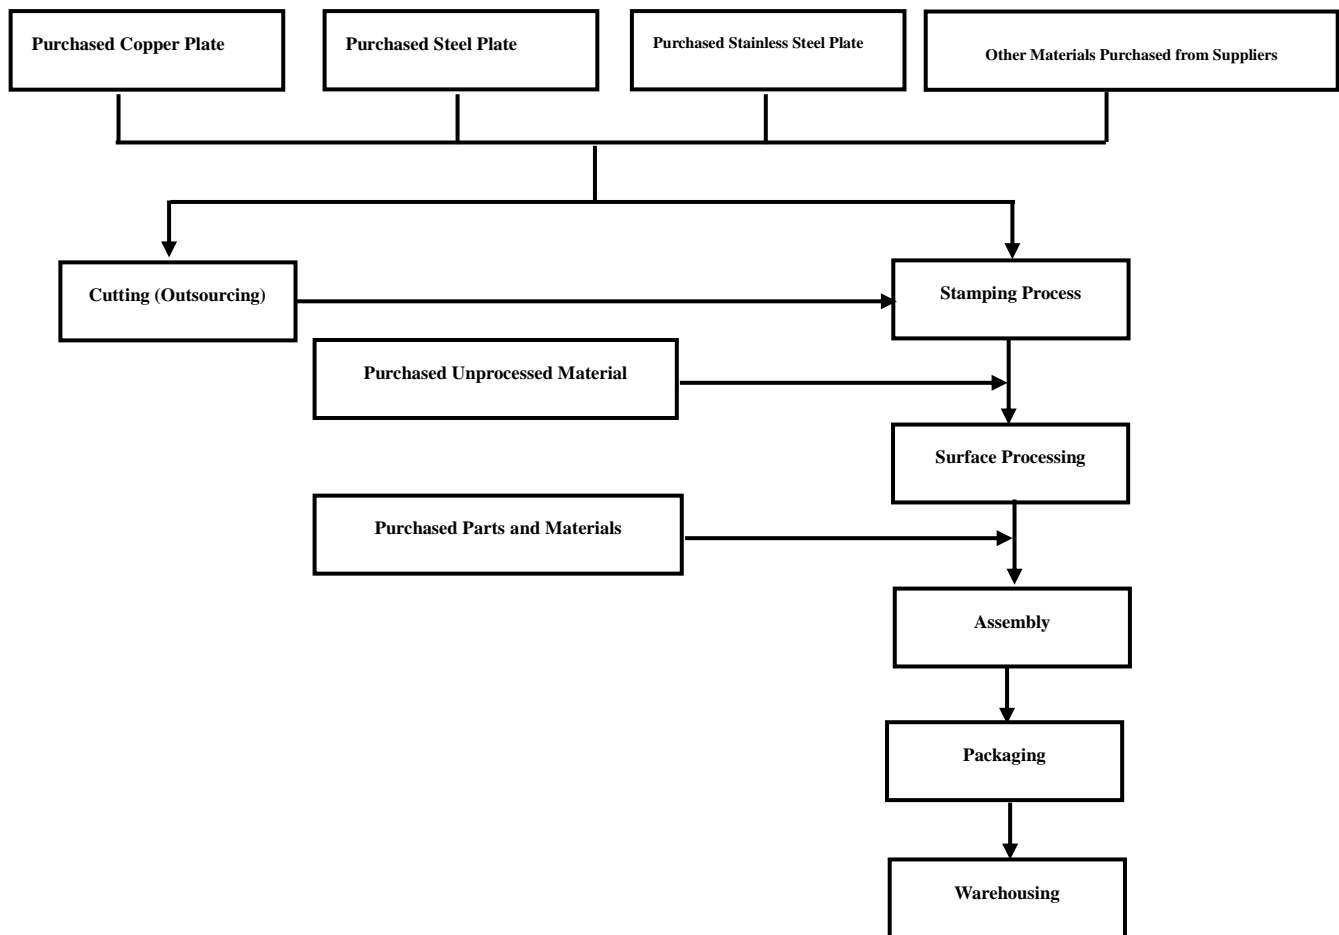 Purchased Copper Plate
Purchased Steel Plate
Purchased Stainless Steel Plate
Other Materials Purchased from Suppliers
Cutting (Outsourcing)
Stamping Process
Purchased Unprocessed Material
Surface Processing
Purchased Parts and Materials
Assembly
Packaging
Warehousing